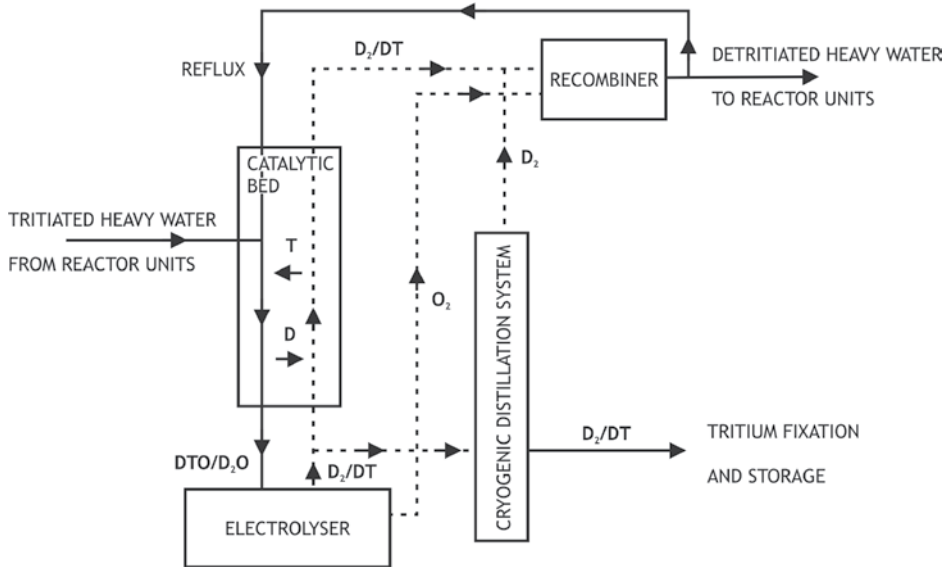 D₂/DT
RECOMBINER
DETRITIATED HEAVY WATER
TO REACTOR UNITS
REFLUX
CATALYTIC
BED
D₂
TRITIATED HEAVY WATER
FROM REACTOR UNITS
T
D
O₂
CRYOGENIC DISTILLATION SYSTEM
D₂/DT
TRITIUM FIXATION
AND STORAGE
DTO/D₂O
D₂/DT
ELECTROLYSER